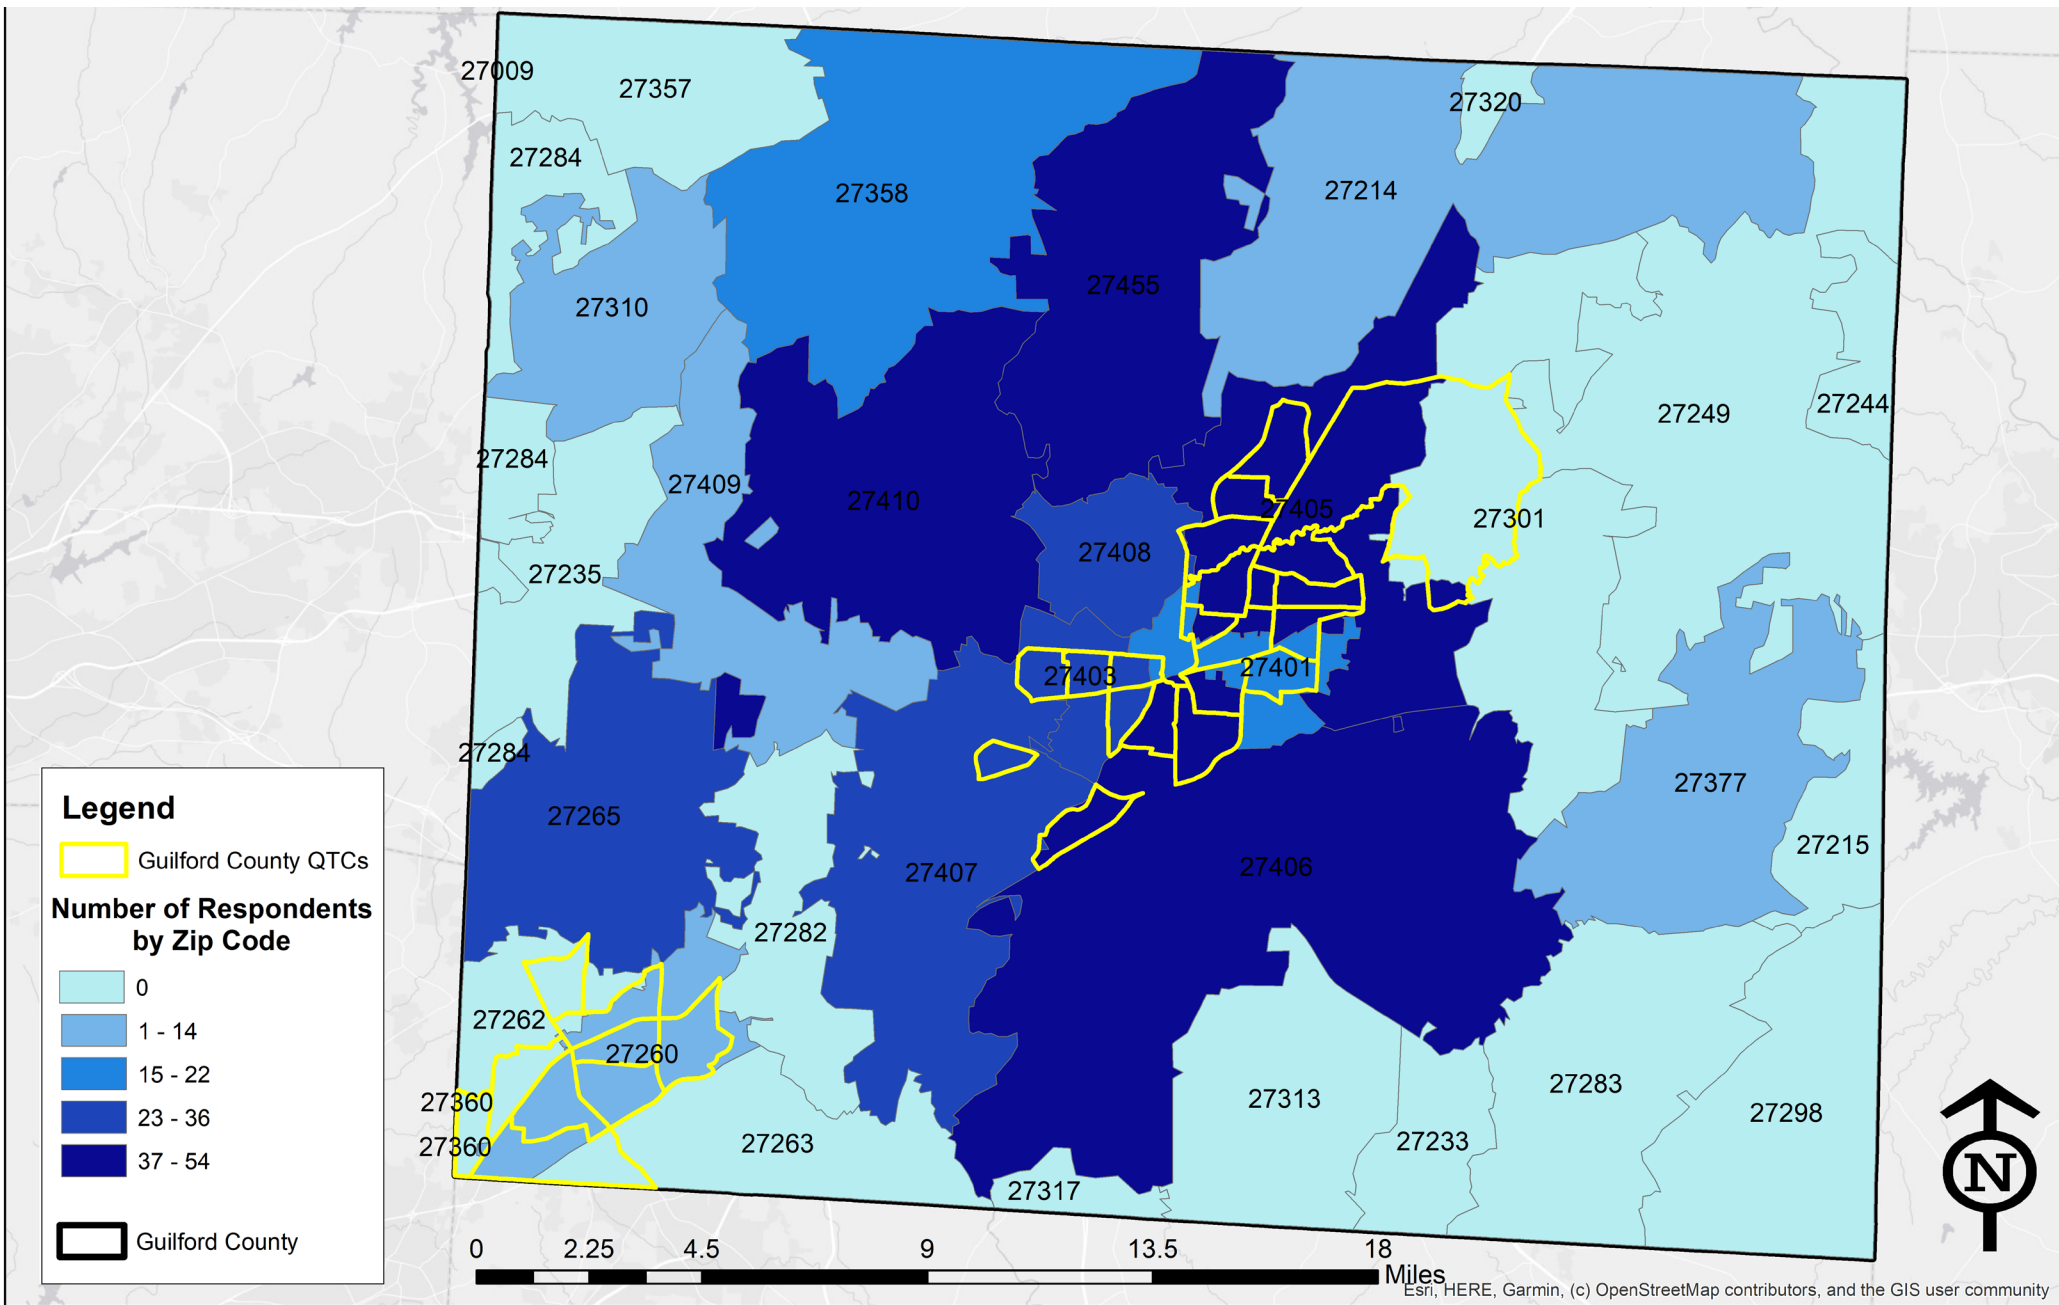 27009
27357
27320
27284
27358
27214
27455
27310
27249
27244
27284
27409
27410
27405
27301
27408
27235
27403
27401
27284
27377
27265
27215
27407
27406
27282
27262
27260
27283
27360
27313
27298
27360
27263
27233
27317
Legend
Guilford County QTCs
Number of Respondents
by Zip Code
0
1 - 14
15 - 22
23 - 36
37 - 54
Guilford County
0 2.25 4.5 9 13.5 18
Miles
N
Esri, HERE, Garmin, (c) OpenStreetMap contributors, and the GIS user community